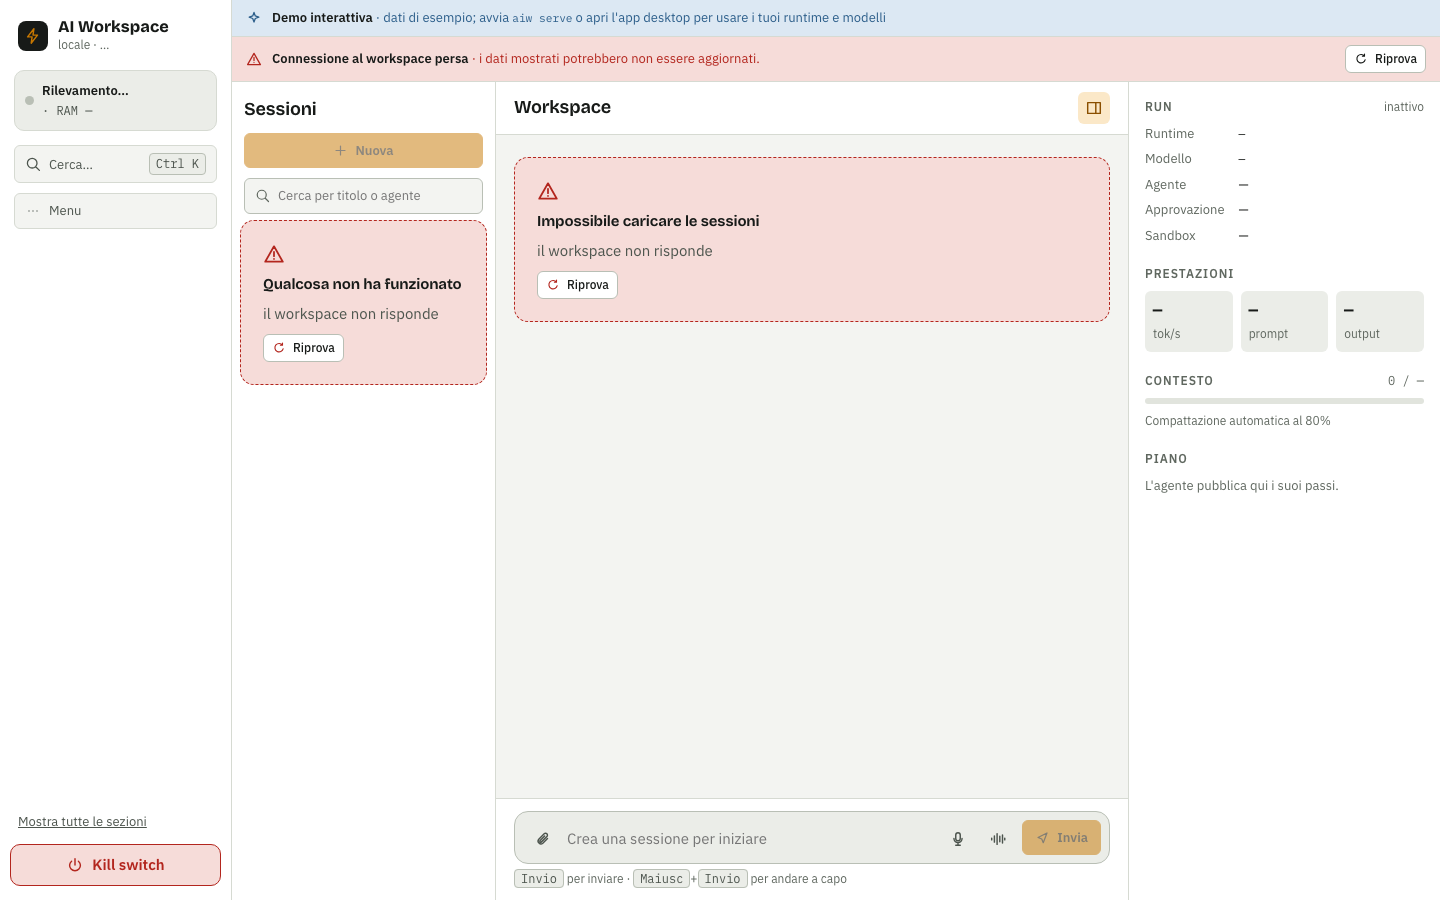 AI Workspace
locale · ...
Rilevamento...
· RAM —
Cerca...
Ctrl K
Menu
Mostra tutte le sezioni
Kill switch
Demo interattiva · dati di esempio; avvia aiw serve o apri l'app desktop per usare i tuoi runtime e modelli
Connessione al workspace persa · i dati mostrati potrebbero non essere aggiornati.
Riprova
Sessioni
Nuova
Cerca per titolo o agente
Qualcosa non ha funzionato
il workspace non risponde
Riprova
Workspace
Impossibile caricare le sessioni
il workspace non risponde
Riprova
Crea una sessione per iniziare
Invia
Invio per inviare · Maiusc + Invio per andare a capo
RUN inattivo
Runtime –
Modello –
Agente —
Approvazione —
Sandbox —
PRESTAZIONI
— — —
tok/s prompt output
CONTESTO 0 / —
Compattazione automatica al 80%
PIANO
L'agente pubblica qui i suoi passi.